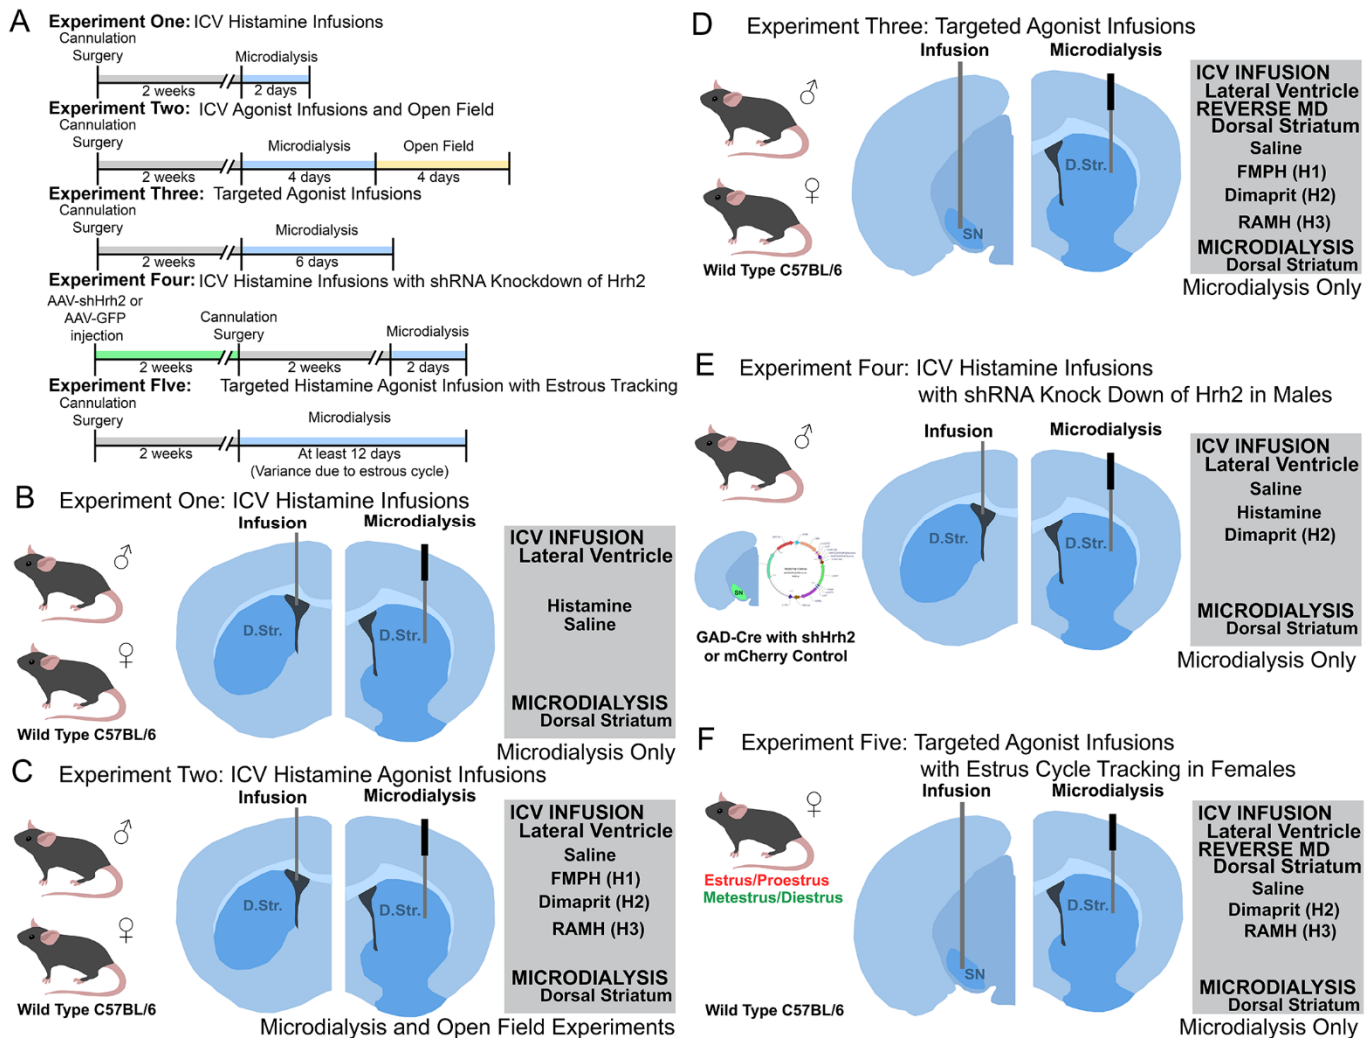 A
Experiment One: ICV Histamine Infusions
Cannulation
Surgery
Microdialysis
2 weeks
2 days
Experiment Two: ICV Agonist Infusions and Open Field
Cannulation
Surgery
Microdialysis
Open Field
2 weeks
4 days
4 days
Experiment Three: Targeted Agonist Infusions
Cannulation
Surgery
Microdialysis
2 weeks
6 days
Experiment Four: ICV Histamine Infusions with shRNA Knockdown of Hrh2
AAV-shHrh2 or
AAV-GFP
injection
Cannulation
Surgery
Microdialysis
2 weeks
2 weeks
2 days
Experiment FIve: Targeted Histamine Agonist Infusion with Estrous Tracking
Cannulation
Surgery
Microdialysis
2 weeks
At least 12 days
(Variance due to estrous cycle)
B Experiment One: ICV Histamine Infusions
Infusion
Microdialysis
♂
♀
D.Str.
D.Str.
Wild Type C57BL/6
ICV INFUSION
Lateral Ventricle
Histamine
Saline
MICRODIALYSIS
Dorsal Striatum
Microdialysis Only
C Experiment Two: ICV Histamine Agonist Infusions
Infusion
Microdialysis
♂
♀
D.Str.
D.Str.
Wild Type C57BL/6
ICV INFUSION
Lateral Ventricle
Saline
FMPH (H1)
Dimaprit (H2)
RAMH (H3)
MICRODIALYSIS
Dorsal Striatum
Microdialysis and Open Field Experiments
D Experiment Three: Targeted Agonist Infusions
Infusion
Microdialysis
♂
♀
SN
D.Str.
Wild Type C57BL/6
ICV INFUSION
Lateral Ventricle
REVERSE MD
Dorsal Striatum
Saline
FMPH (H1)
Dimaprit (H2)
RAMH (H3)
MICRODIALYSIS
Dorsal Striatum
Microdialysis Only
E Experiment Four: ICV Histamine Infusions
with shRNA Knock Down of Hrh2 in Males
Infusion
Microdialysis
♂
D.Str.
D.Str.
SN
GAD-Cre with shHrh2
or mCherry Control
ICV INFUSION
Lateral Ventricle
Saline
Histamine
Dimaprit (H2)
MICRODIALYSIS
Dorsal Striatum
Microdialysis Only
F Experiment Five: Targeted Agonist Infusions
with Estrus Cycle Tracking in Females
Infusion
Microdialysis
♀
Estrus/Proestrus
Metestrus/Diestrus
SN
D.Str.
Wild Type C57BL/6
ICV INFUSION
Lateral Ventricle
REVERSE MD
Dorsal Striatum
Saline
Dimaprit (H2)
RAMH (H3)
MICRODIALYSIS
Dorsal Striatum
Microdialysis Only